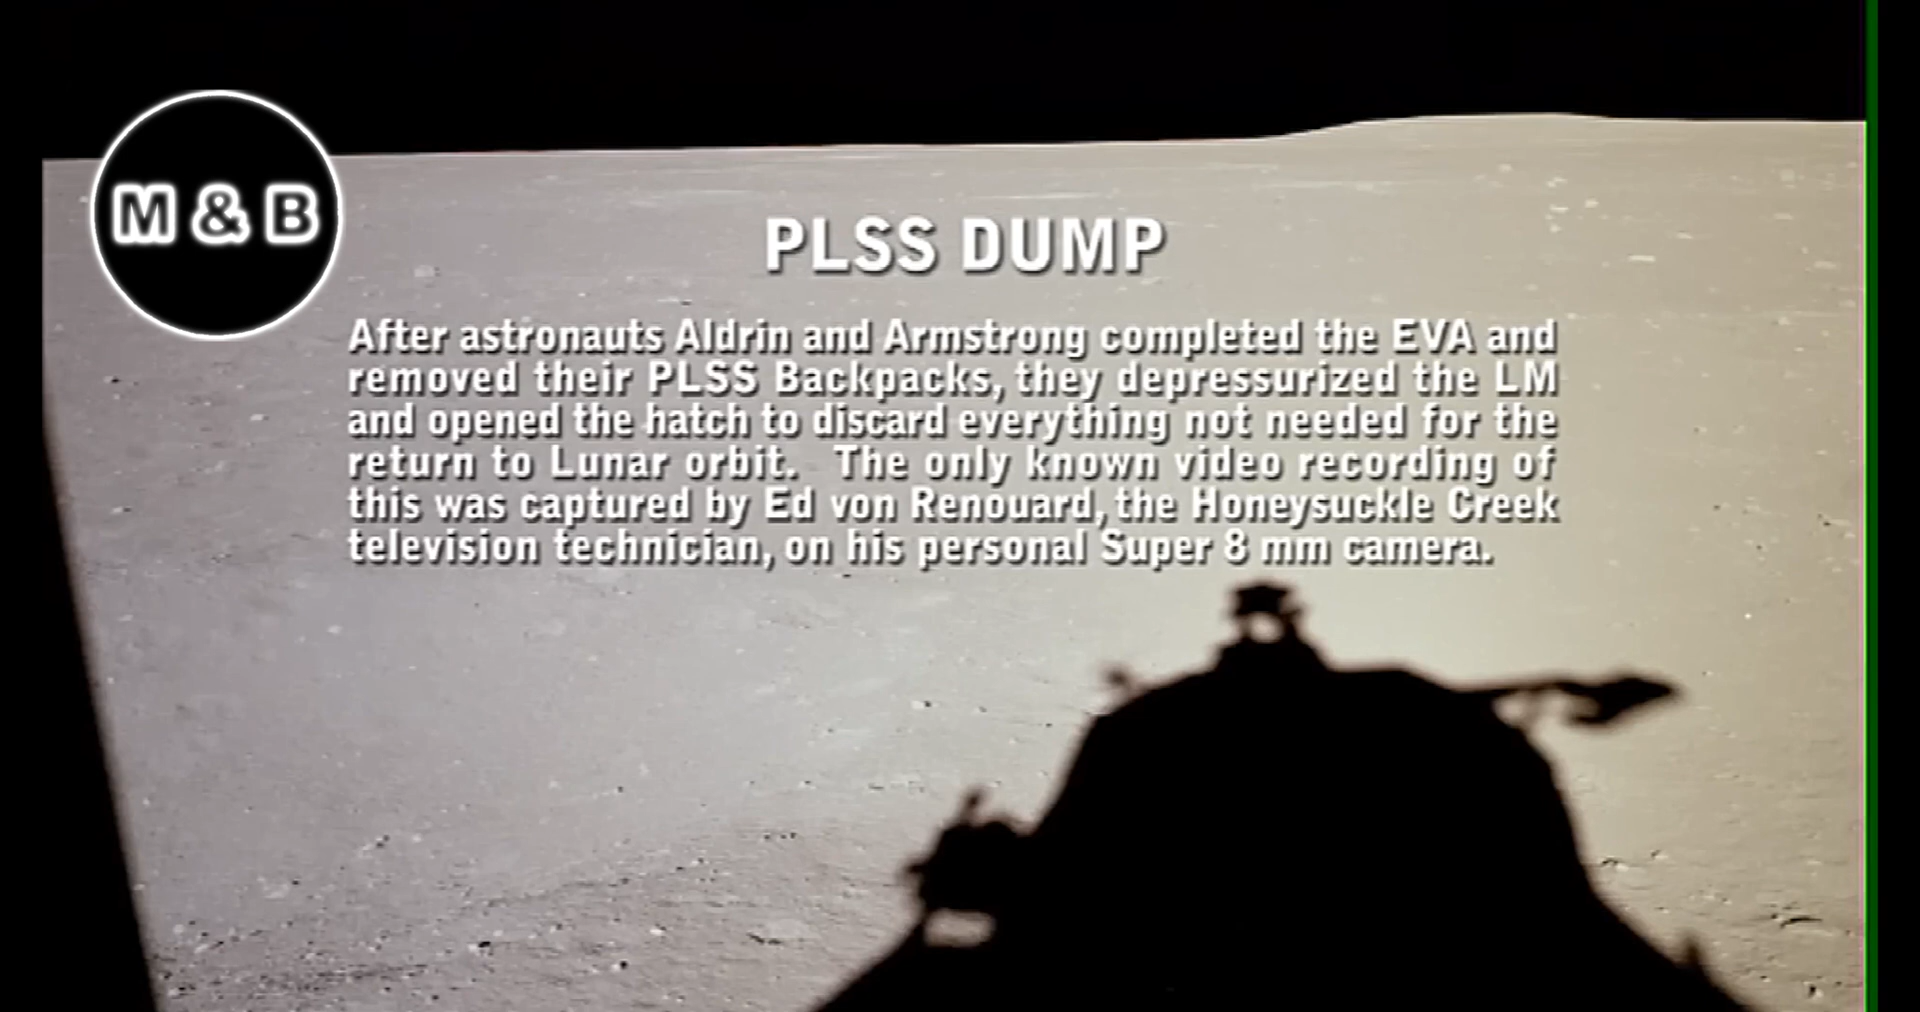 M & B
PLSS DUMP
After astronauts Aldrin and Armstrong completed the EVA and
removed their PLSS Backpacks, they depressurized the LM
and opened the hatch to discard everything not needed for the
return to Lunar orbit. The only known video recording of
this was captured by Ed von Renouard, the Honeysuckle Creek
television technician, on his personal Super 8 mm camera.